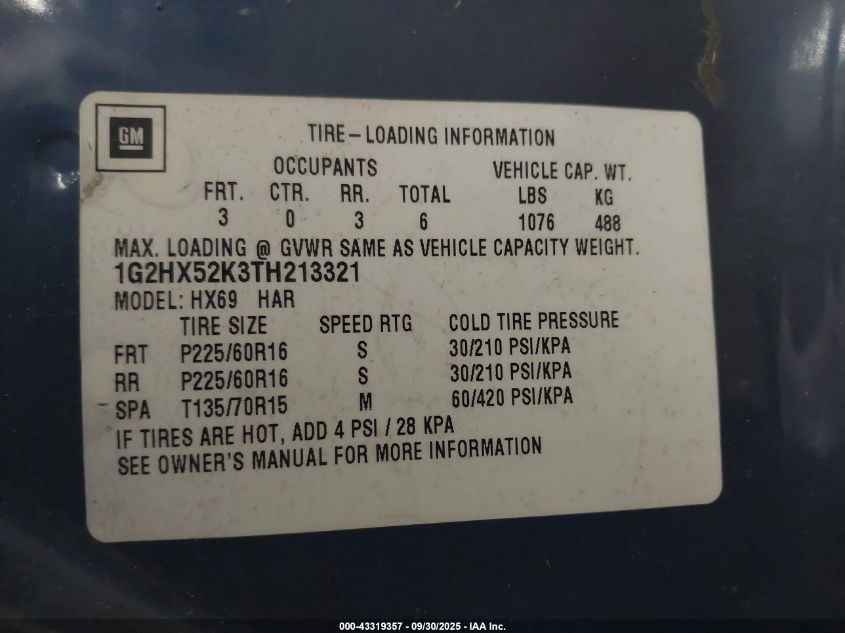 GM
TIRE-LOADING INFORMATION
OCCUPANTS VEHICLE CAP. WT.
FRT. CTR. RR. TOTAL LBS KG
3 0 3 6 1076 488
MAX. LOADING @ GVWR SAME AS VEHICLE CAPACITY WEIGHT.
1G2HX52K3TH213321
MODEL: HX69 HAR
TIRE SIZE SPEED RTG COLD TIRE PRESSURE
FRT P225/60R16 S 30/210 PSI/KPA
RR P225/60R16 S 30/210 PSI/KPA
SPA T135/70R15 M 60/420 PSI/KPA
IF TIRES ARE HOT, ADD 4 PSI / 28 KPA
SEE OWNER'S MANUAL FOR MORE INFORMATION
000-43319357 - 09/30/2025 - IAA Inc.